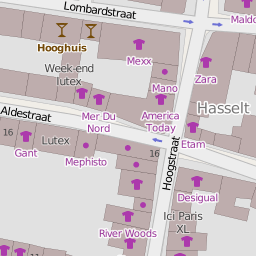 Lombardstraat
Maldo
Hooghuis
Mexx
Zara
Week-end
lutex
Mano
Hasselt
Aldestraat
Mer Du
Nord
America
Today
16
Lutex
Gant
Mephisto
16
Etam
Hoogstraat
Desigual
Ici Paris
XL
River Woods